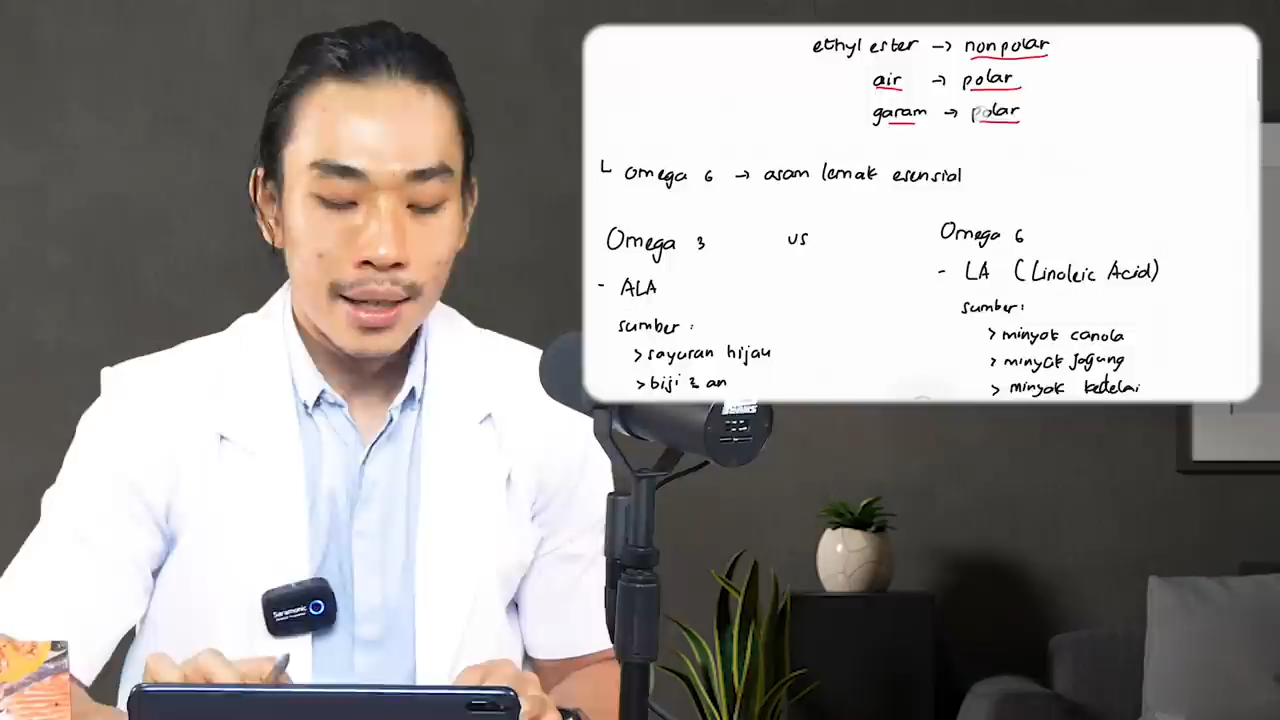 ethyl ester → nonpolar
air → polar
garam → polar
└ omega 6 → asam lemak esensial
Omega 3 vs Omega 6
- ALA
- LA (Linoleic Acid)
sumber :
> sayuran hijau
> biji 2 an
sumber :
> minyak canola
> minyak jagung
> minyak kedelai
Saramonic